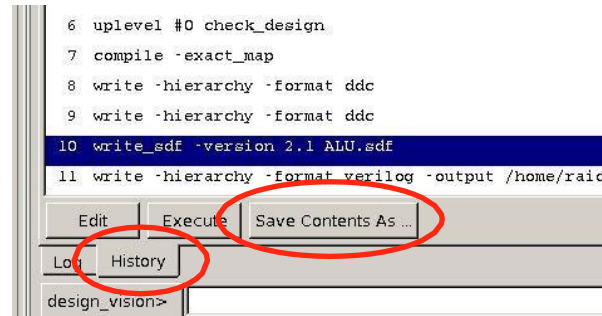 6 uplevel #0 check_design
7 compile -exact_map
8 write -hierarchy -format ddc
9 write -hierarchy -format ddc
10 write_sdf -version 2.1 ALU.sdf
11 write -hierarchy -format verilog -output /home/raid
Edit Execute Save Contents As ...
Log History
design_vision>